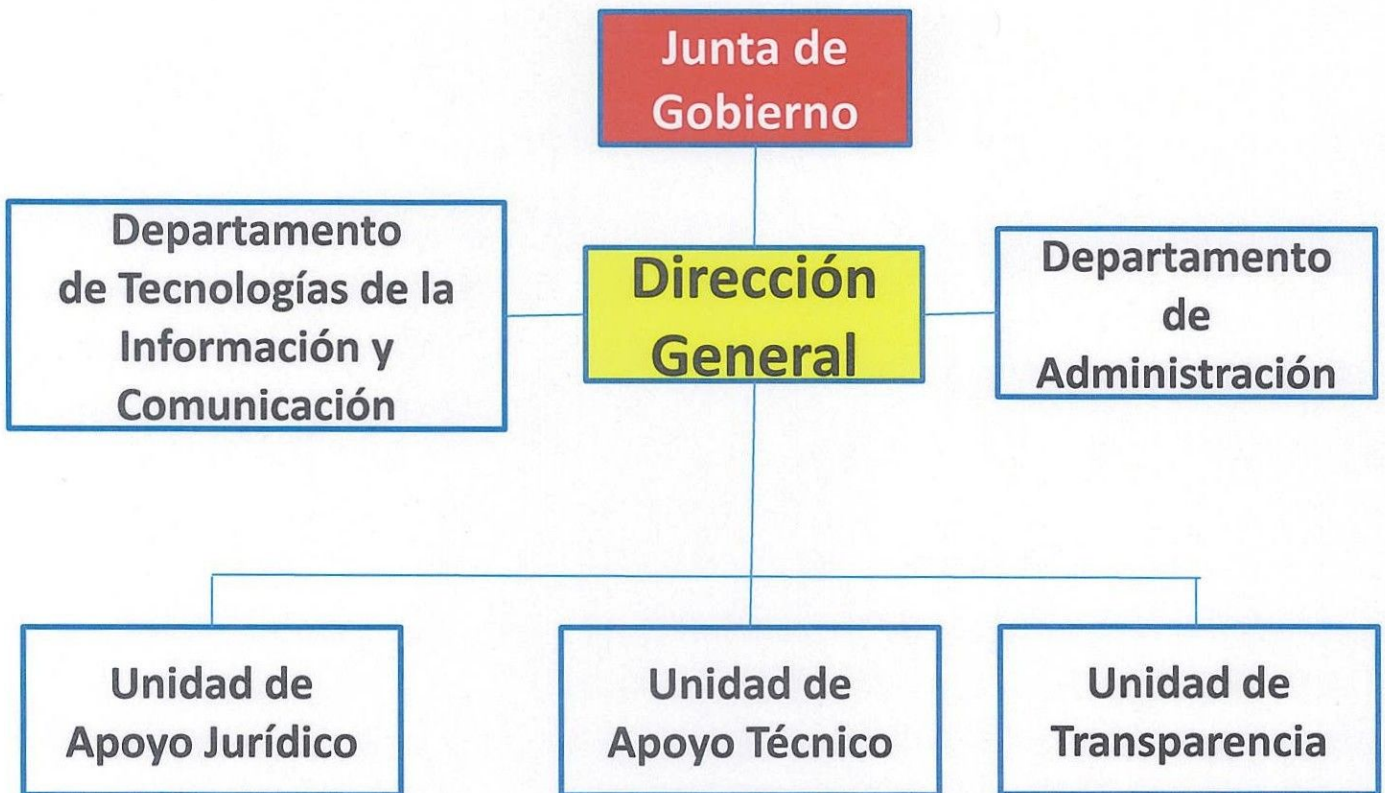 Junta de
Gobierno
Departamento
de Tecnologías de la
Información y
Comunicación
Dirección
General
Departamento
de
Administración
Unidad de
Apoyo Jurídico
Unidad de
Apoyo Técnico
Unidad de
Transparencia